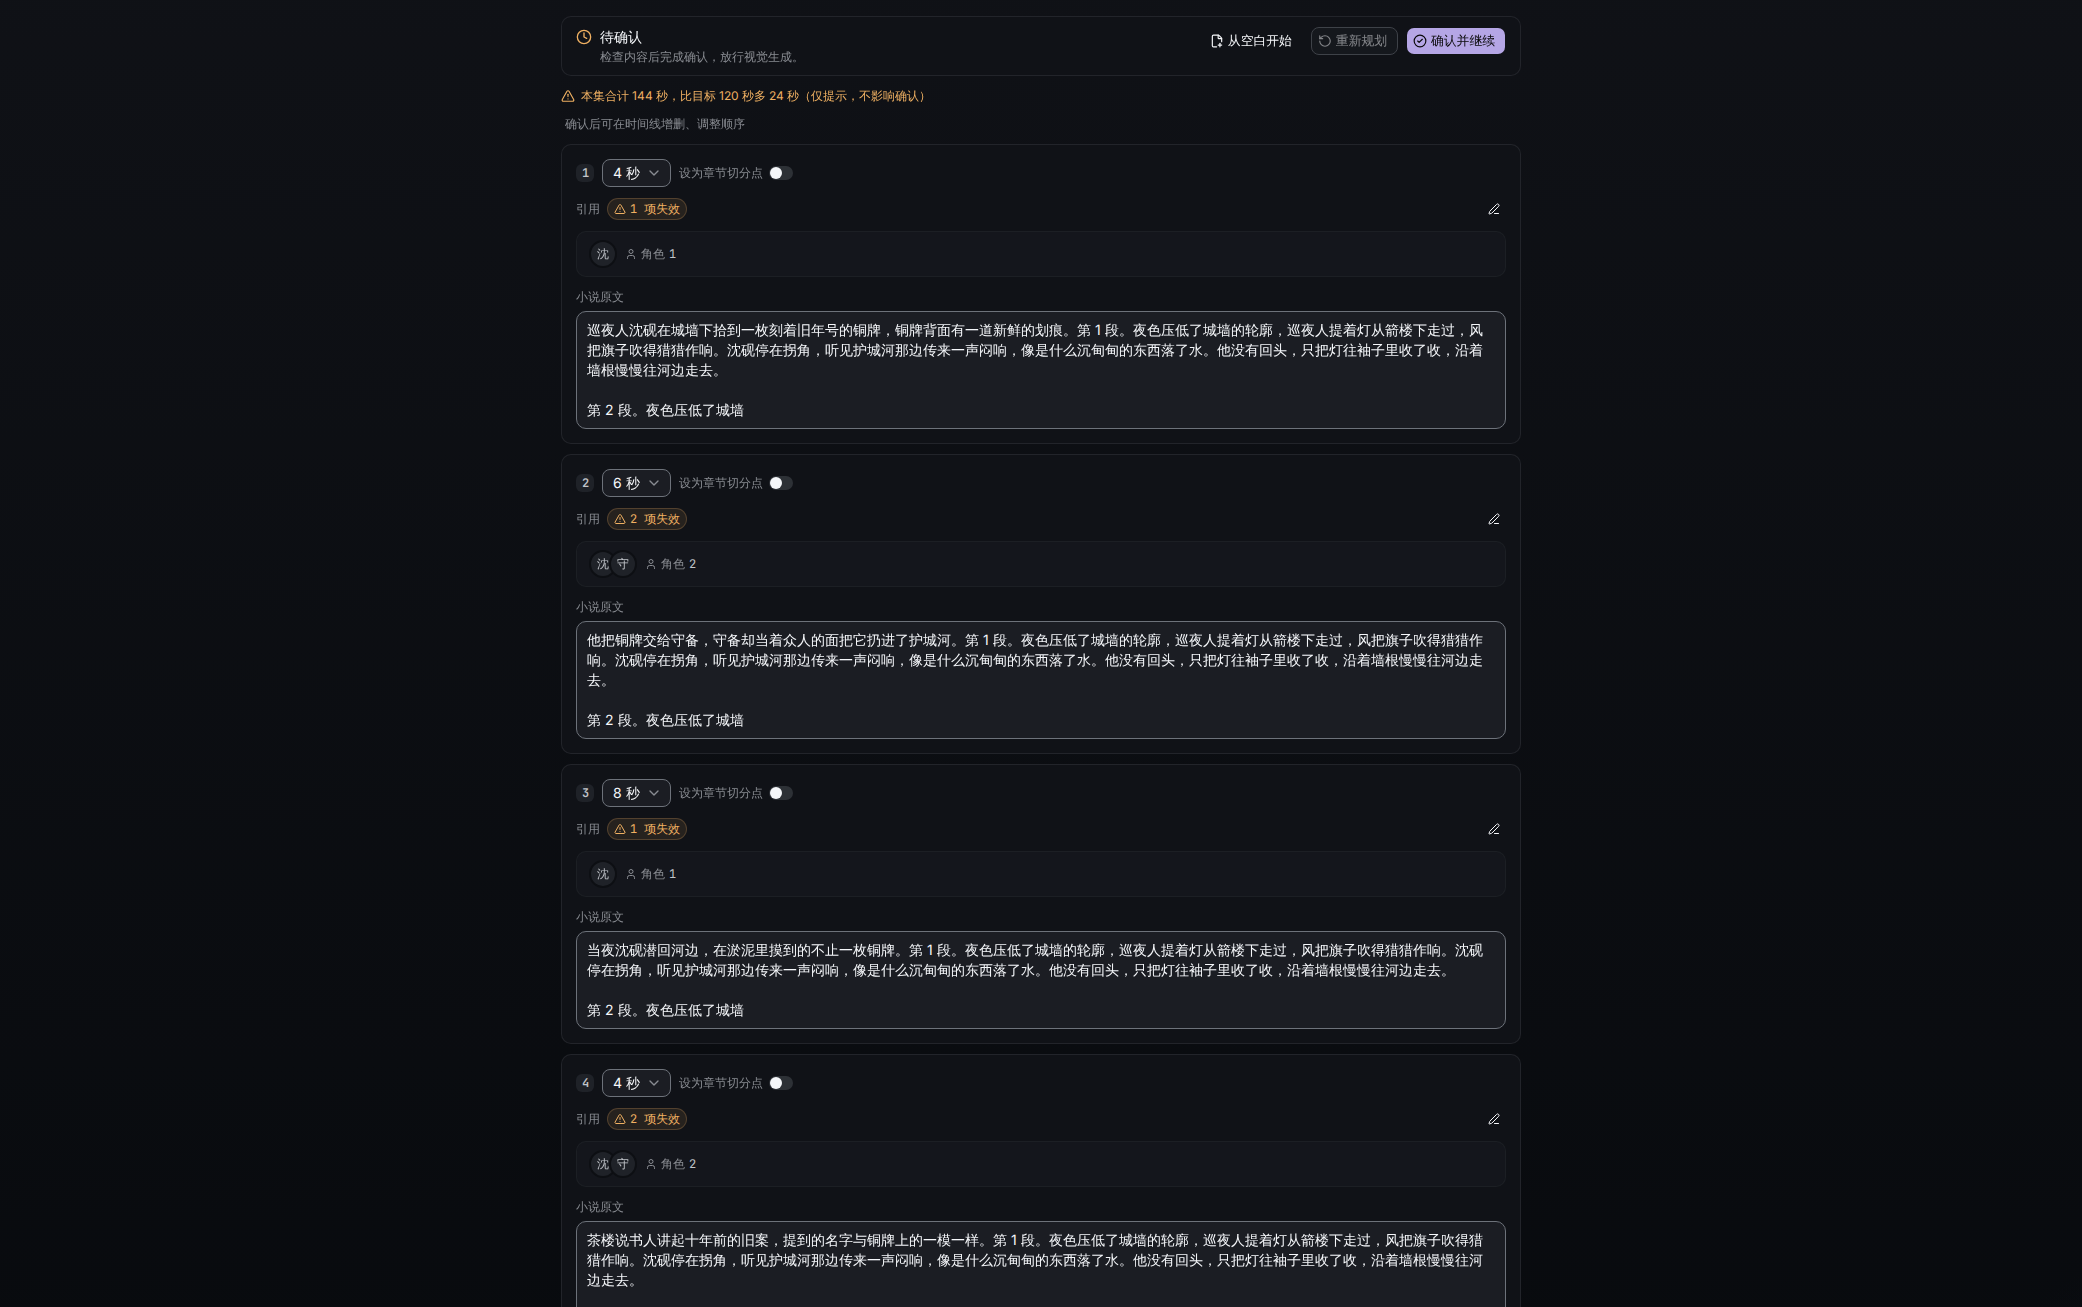 待确认
检查内容后完成确认，放行视觉生成。
从空白开始
重新规划
确认并继续
本集合计 144 秒，比目标 120 秒多 24 秒（仅提示，不影响确认）
确认后可在时间线增删、调整顺序
1 4 秒 设为章节切分点
引用 1 项失效
沈 角色 1
小说原文
巡夜人沈砚在城墙下拾到一枚刻着旧年号的铜牌，铜牌背面有一道新鲜的划痕。第 1 段。夜色压低了城墙的轮廓，巡夜人提着灯从箭楼下走过，风
把旗子吹得猎猎作响。沈砚停在拐角，听见护城河那边传来一声闷响，像是什么沉甸甸的东西落了水。他没有回头，只把灯往袖子里收了收，沿着
墙根慢慢往河边走去。
第 2 段。夜色压低了城墙
2 6 秒 设为章节切分点
引用 2 项失效
沈 守 角色 2
小说原文
他把铜牌交给守备，守备却当着众人的面把它扔进了护城河。第 1 段。夜色压低了城墙的轮廓，巡夜人提着灯从箭楼下走过，风把旗子吹得猎猎作
响。沈砚停在拐角，听见护城河那边传来一声闷响，像是什么沉甸甸的东西落了水。他没有回头，只把灯往袖子里收了收，沿着墙根慢慢往河边走
去。
第 2 段。夜色压低了城墙
3 8 秒 设为章节切分点
引用 1 项失效
沈 角色 1
小说原文
当夜沈砚潜回河边，在淤泥里摸到的不止一枚铜牌。第 1 段。夜色压低了城墙的轮廓，巡夜人提着灯从箭楼下走过，风把旗子吹得猎猎作响。沈砚
停在拐角，听见护城河那边传来一声闷响，像是什么沉甸甸的东西落了水。他没有回头，只把灯往袖子里收了收，沿着墙根慢慢往河边走去。
第 2 段。夜色压低了城墙
4 4 秒 设为章节切分点
引用 2 项失效
沈 守 角色 2
小说原文
茶楼说书人讲起十年前的旧案，提到的名字与铜牌上的一模一样。第 1 段。夜色压低了城墙的轮廓，巡夜人提着灯从箭楼下走过，风把旗子吹得猎
猎作响。沈砚停在拐角，听见护城河那边传来一声闷响，像是什么沉甸甸的东西落了水。他没有回头，只把灯往袖子里收了收，沿着墙根慢慢往河
边走去。